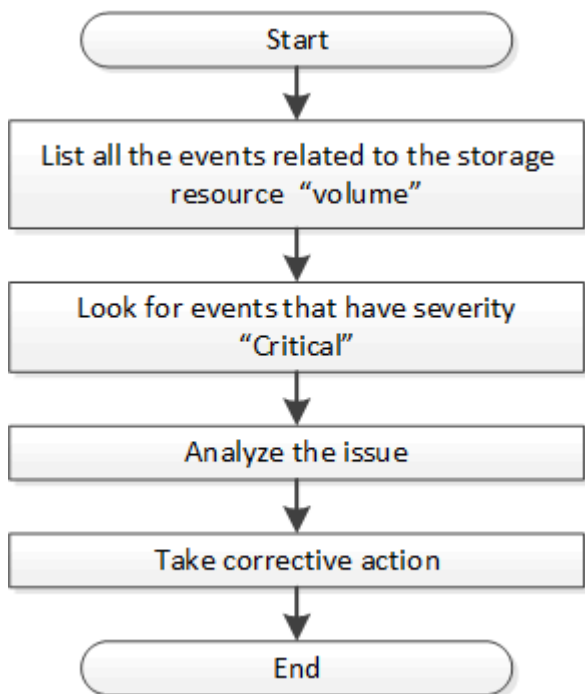 Start
List all the events related to the storage
resource “volume”
Look for events that have severity
“Critical”
Analyze the issue
Take corrective action
End